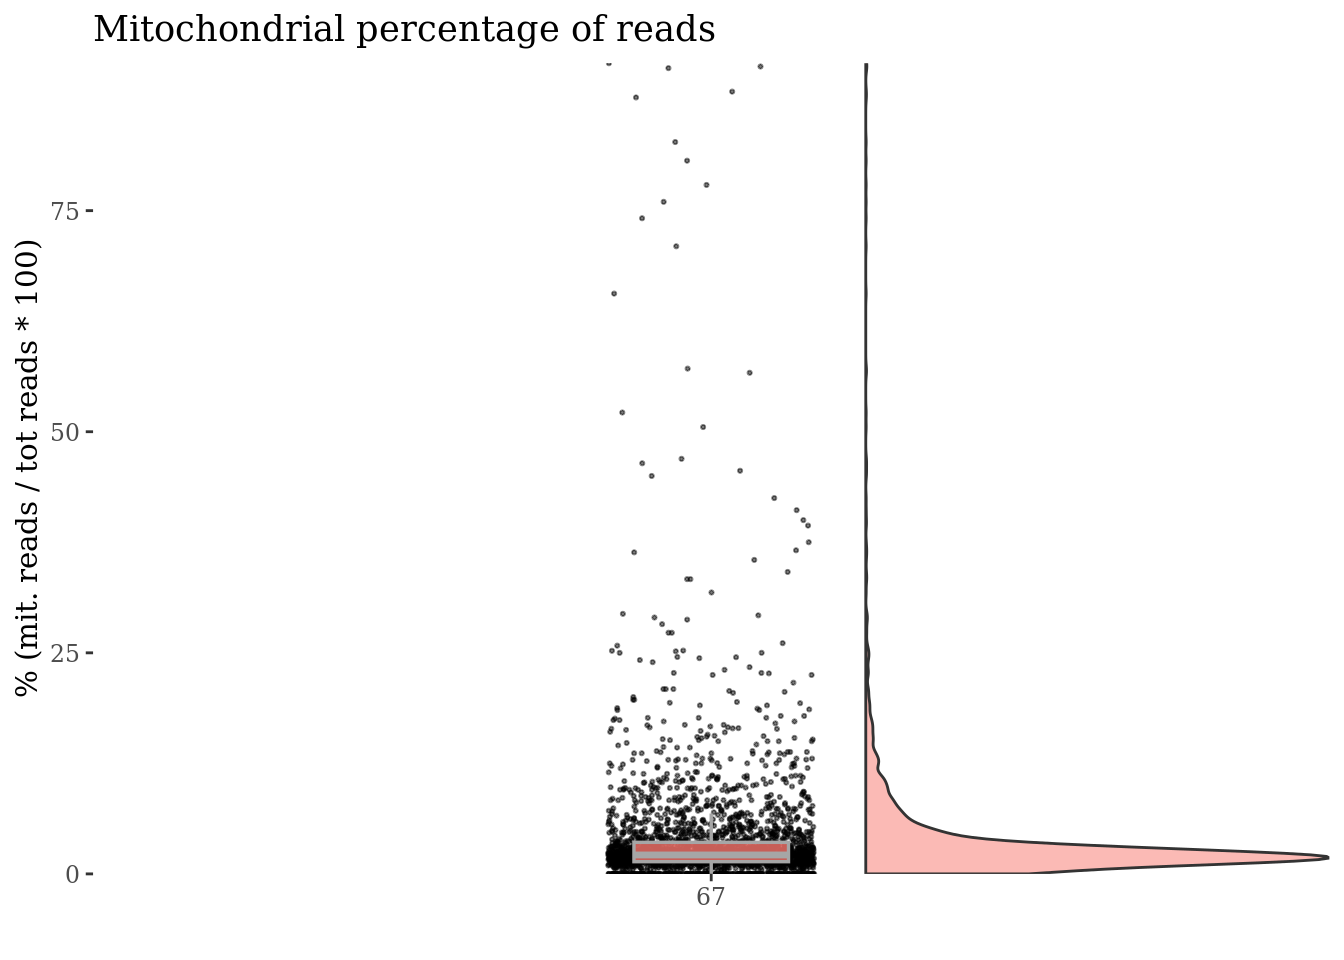 Mitochondrial percentage of reads
% (mit. reads / tot reads * 100)
75
50
25
0
67